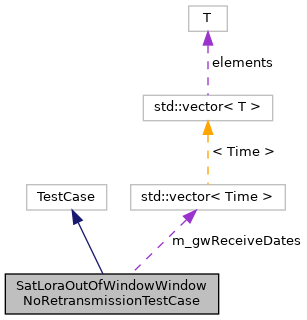 T
elements
std::vector< T >
< Time >
TestCase
std::vector< Time >
m_gwReceiveDates
SatLoraOutOfWindowWindow
NoRetransmissionTestCase